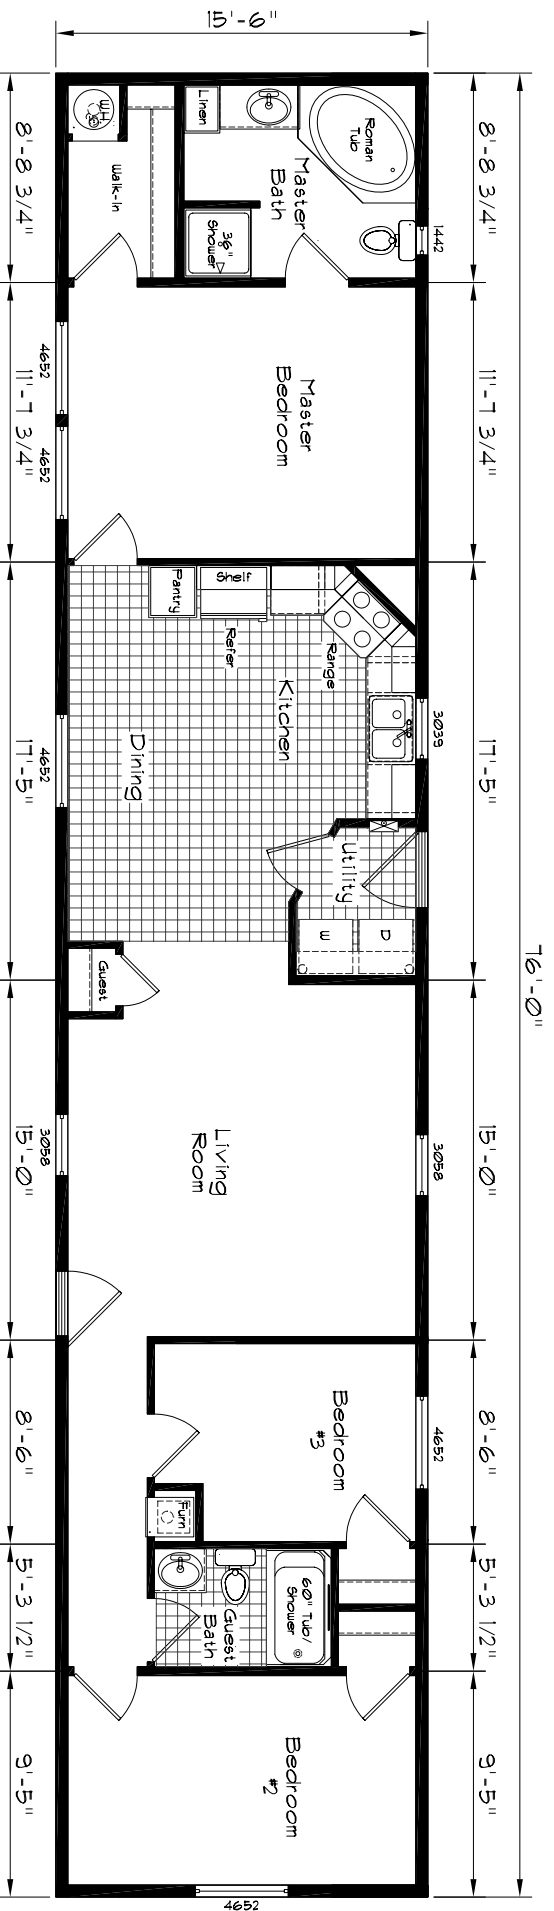 15'-6"
8'-8 3/4"
11'-7 3/4"
17'-5"
15'-0"
8'-6"
5'-3 1/2"
9'-5"
76'-0"
8'-8 3/4"
11'-7 3/4"
17'-5"
15'-0"
8'-6"
5'-3 1/2"
9'-5"
WH
Linen
Roman
Tub
Walk-In
Master
Bath
36"
Shower
1442
4652
4652
Master
Bedroom
Pantry
Shelf
Refer
Range
Kitchen
3039
Dining
4652
Utility
W
D
Guest
Living
Room
3058
3058
Bedroom
#3
4652
Furn
Guest
Bath
60" Tub/
Shower
Bedroom
#2
4652